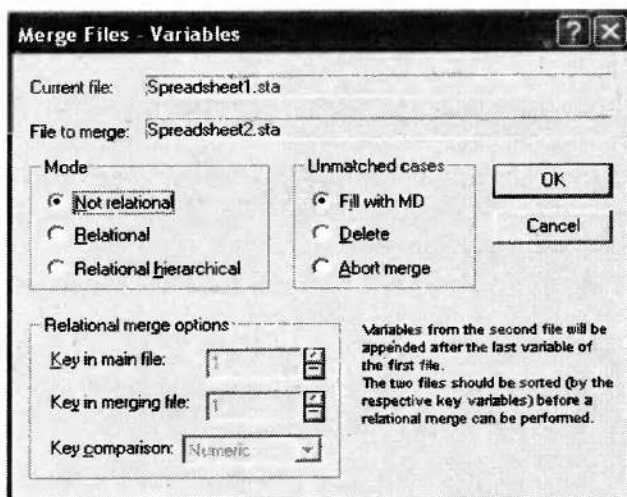 Merge Files - Variables
Current file: Spreadsheet1.sta
File to merge: Spreadsheet2.sta
Mode
Not relational
Relational
Relational hierarchical
Unmatched cases
Fill with MD
Delete
Abort merge
OK
Cancel
Relational merge options
Key in main file: 1
Key in merging file: 1
Key comparison: Numeric
Variables from the second file will be
appended after the last variable of
the first file.
The two files should be sorted (by the
respective key variables) before a
relational merge can be performed.